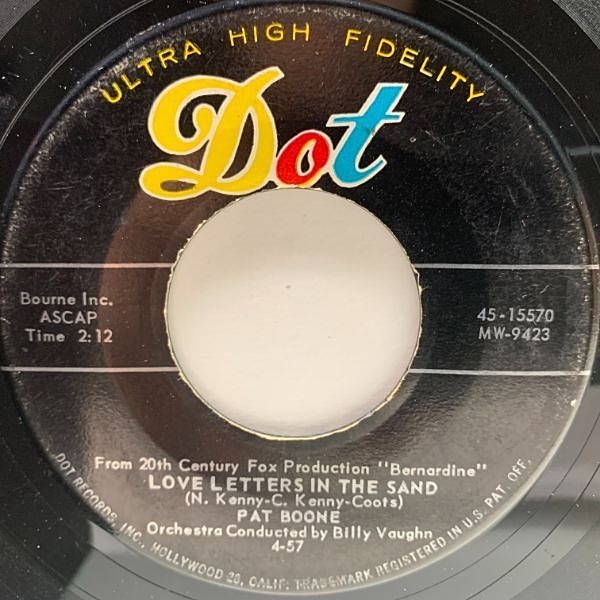 ULTRA HIGH FIDELITY
Dot
Bourne Inc.
ASCAP
Time 2:12
45-15570
MW-9423
From 20th Century Fox Production "Bernardine"
LOVE LETTERS IN THE SAND
(N. Kenny-C. Kenny-Coots)
PAT BOONE
Orchestra Conducted by Billy Vaughn
4-57
DOT RECORDS, INC., HOLLYWOOD 28, CALIF. TRADEMARK REGISTERED IN U.S. PAT. OFF.